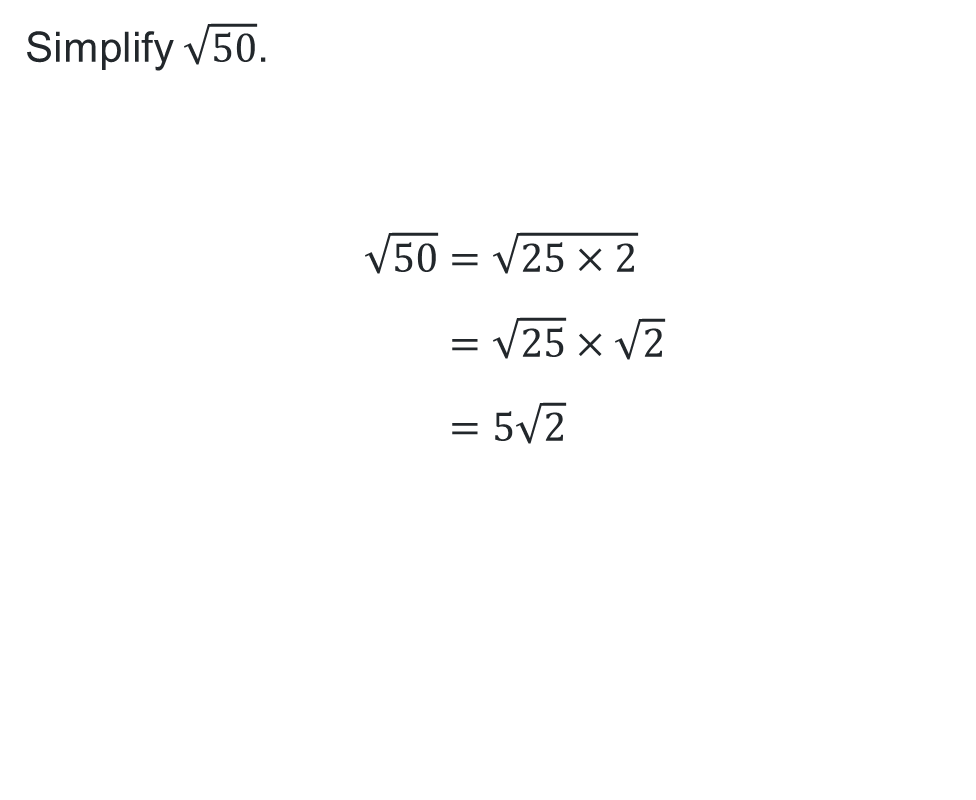 Simplify √50.
√50 = √25 × 2
= √25 × √2
= 5√2